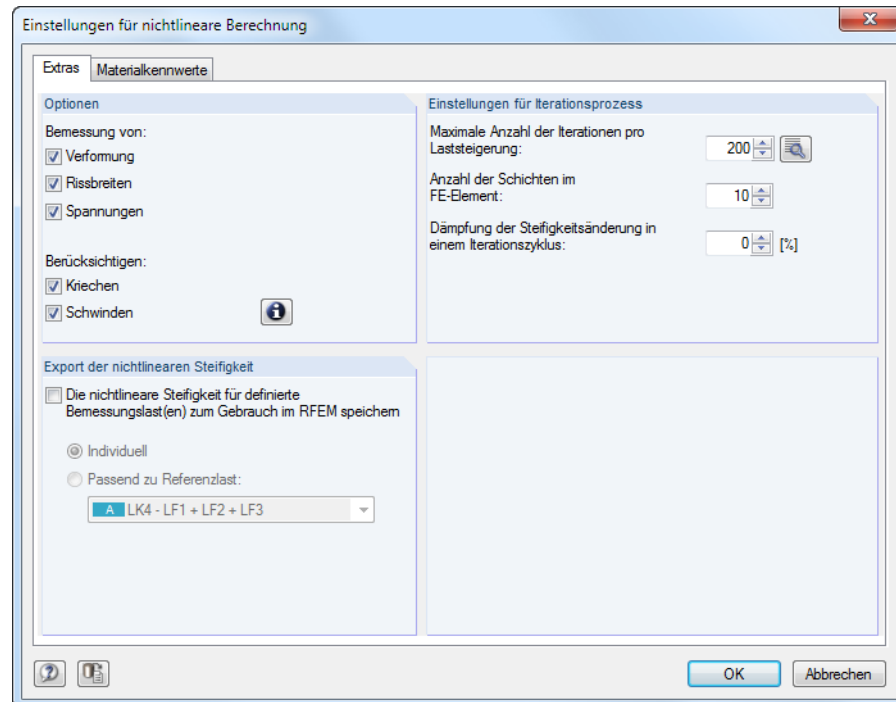 Einstellungen für nichtlineare Berechnung
Extras
Materialkennwerte
Optionen
Bemessung von:
Verformung
Rissbreiten
Spannungen
Berücksichtigen:
Kriechen
Schwinden
Einstellungen für Iterationsprozess
Maximale Anzahl der Iterationen pro
Laststeigerung:
200
Anzahl der Schichten im
FE-Element:
10
Dämpfung der Steifigkeitsänderung in
einem Iterationszyklus:
0 [%]
Export der nichtlinearen Steifigkeit
Die nichtlineare Steifigkeit für definierte
Bemessungslast(en) zum Gebrauch im RFEM speichern
Individuell
Passend zu Referenzlast:
A LK4 - LF1 + LF2 + LF3
OK
Abbrechen